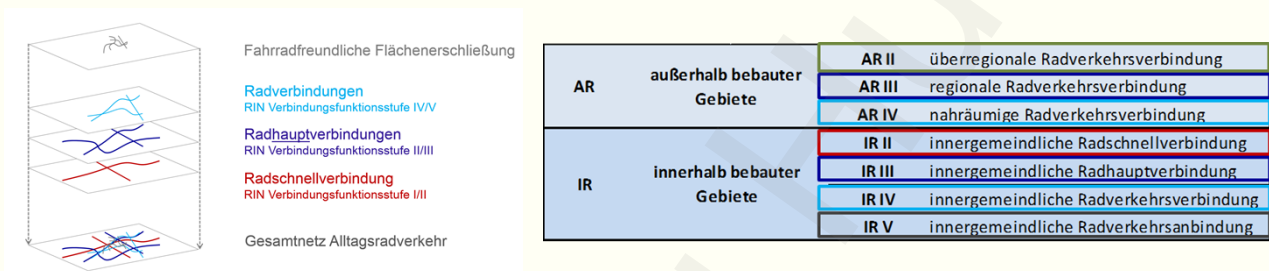 Fahrradfreundliche Flächenerschließung
Radverbindungen
RIN Verbindungsfunktionsstufe IV/V
Radhauptverbindungen
RIN Verbindungsfunktionsstufe II/III
Radschnellverbindung
RIN Verbindungsfunktionsstufe I/II
Gesamtnetz Alltagsradverkehr
AR außerhalb bebauter Gebiete
AR II überregionale Radverkehrsverbindung
AR III regionale Radverkehrsverbindung
AR IV nahräumige Radverkehrsverbindung
IR innerhalb bebauter Gebiete
IR II innergemeindliche Radschnellverbindung
IR III innergemeindliche Radhauptverbindung
IR IV innergemeindliche Radverkehrsverbindung
IR V innergemeindliche Radverkehrsanbindung